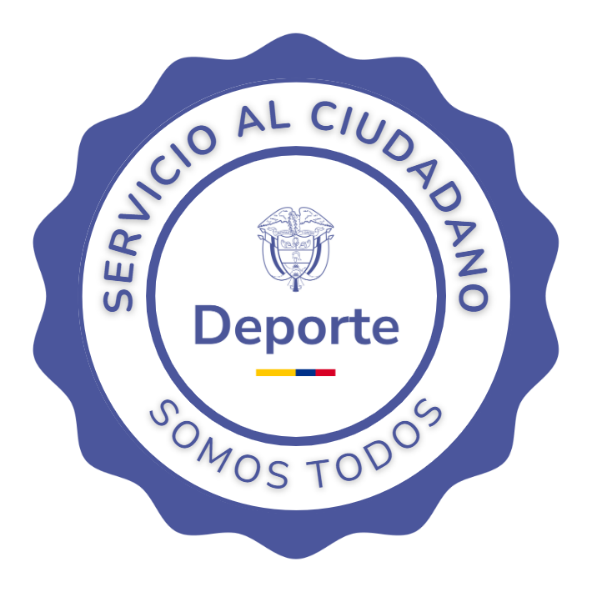 SERVICIO AL CIUDADANO
Deporte
SOMOS TODOS